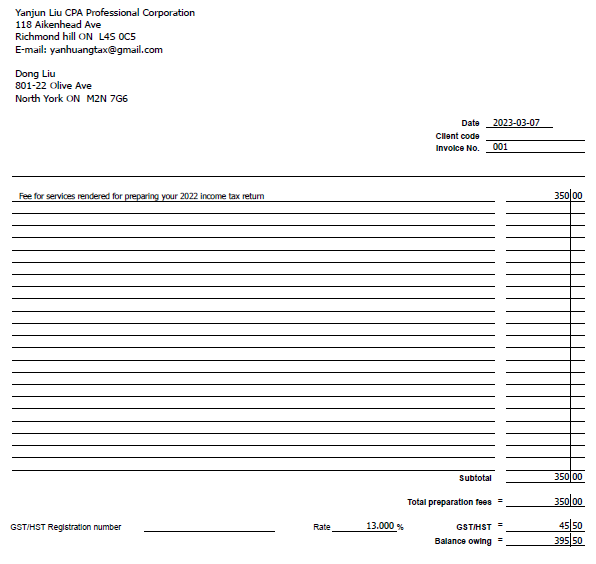 Yanjun Liu CPA Professional Corporation
118 Aikenhead Ave
Richmond hill ON  L4S 0C5
E-mail: yanhuangtax@gmail.com
Dong Liu
801-22 Olive Ave
North York ON  M2N 7G6
Date 2023-03-07
Client code
Invoice No. 001
Fee for services rendered for preparing your 2022 income tax return 350 00
Subtotal 350 00
Total preparation fees = 350 00
GST/HST Registration number Rate 13.000 % GST/HST = 45 50
Balance owing = 395 50